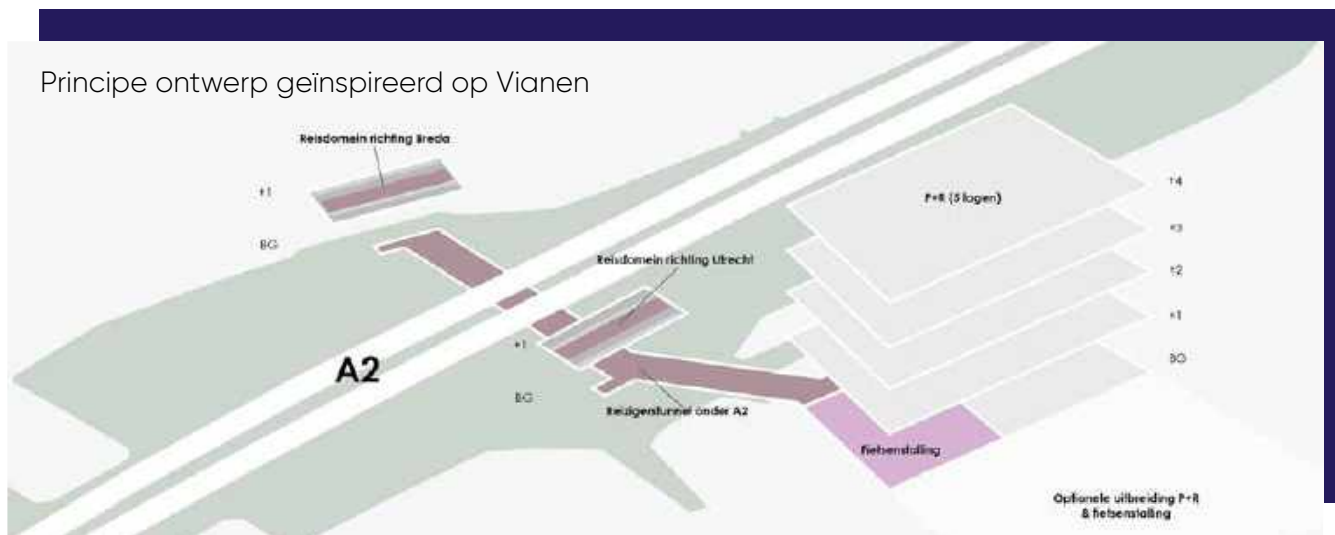 Principe ontwerp geïnspireerd op Vianen
Reisdomein richting Breda
+1
BG
Reisdomein richting Utrecht
+1
BG
A2
Reizigerstunnel onder A2
P+R (5 lagen)
+4
+3
+2
+1
BG
Fietsenstalling
Optionele uitbreiding P+R
& fietsenstalling